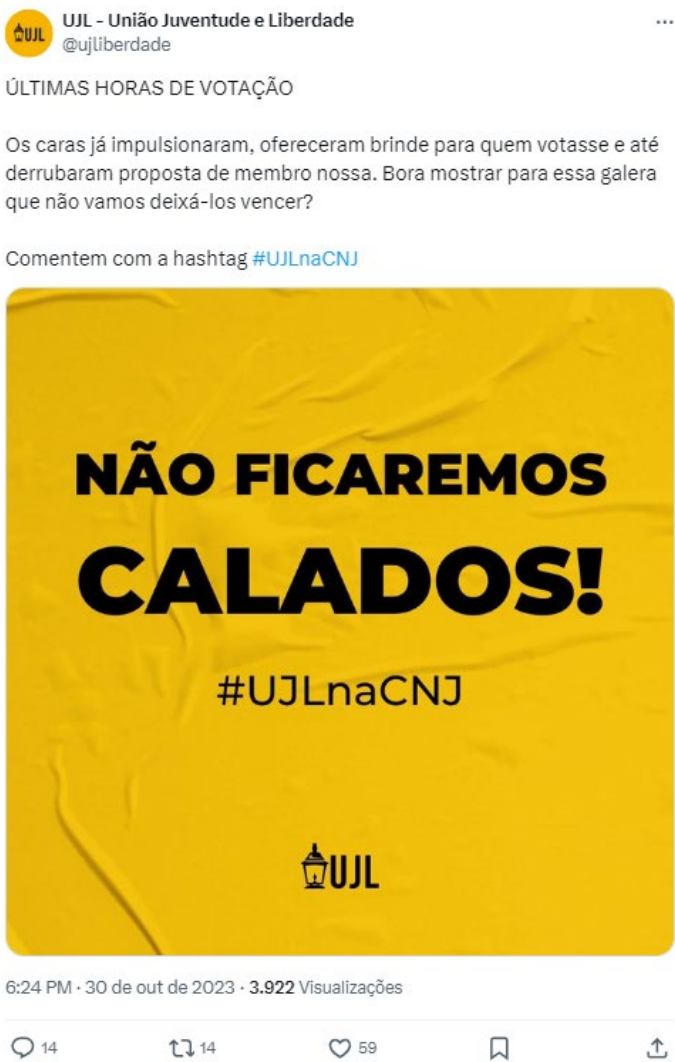 UJL
UJL - União Juventude e Liberdade
@ujliberdade
ÚLTIMAS HORAS DE VOTAÇÃO
Os caras já impulsionaram, ofereceram brinde para quem votasse e até
derrubaram proposta de membro nossa. Bora mostrar para essa galera
que não vamos deixá-los vencer?
Comentem com a hashtag #UJLnaCNJ
NÃO FICAREMOS
CALADOS!
#UJLnaCNJ
UJL
6:24 PM · 30 de out de 2023 · 3.922 Visualizações
14 14 59